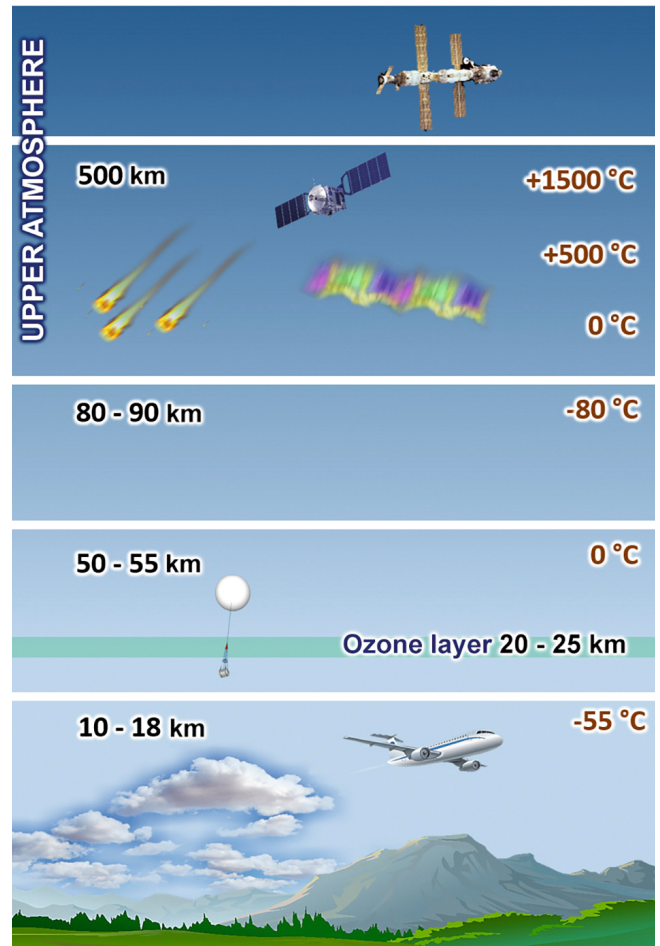 UPPER ATMOSPHERE
500 km
+1500 °C
+500 °C
0 °C
80 - 90 km
-80 °C
50 - 55 km
0 °C
Ozone layer 20 - 25 km
10 - 18 km
-55 °C